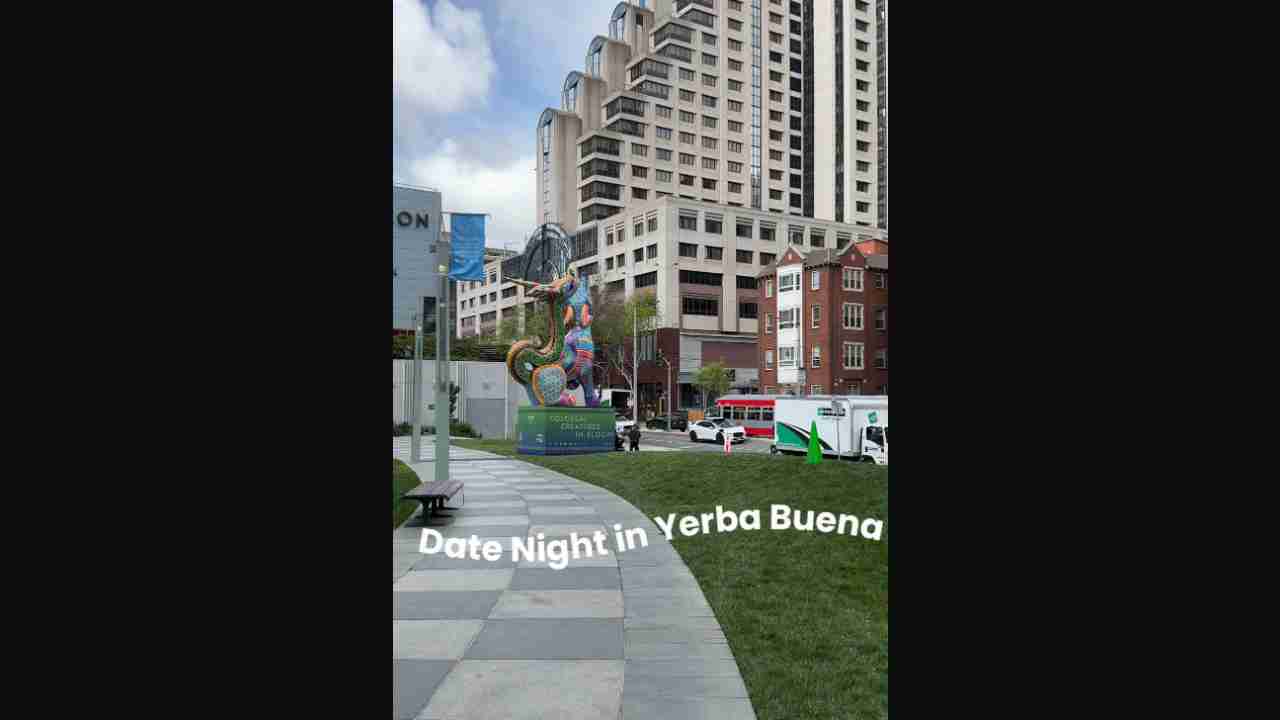 ON
COLOSSAL
CREATURES
IN BLOOM
Date Night in Yerba Buena